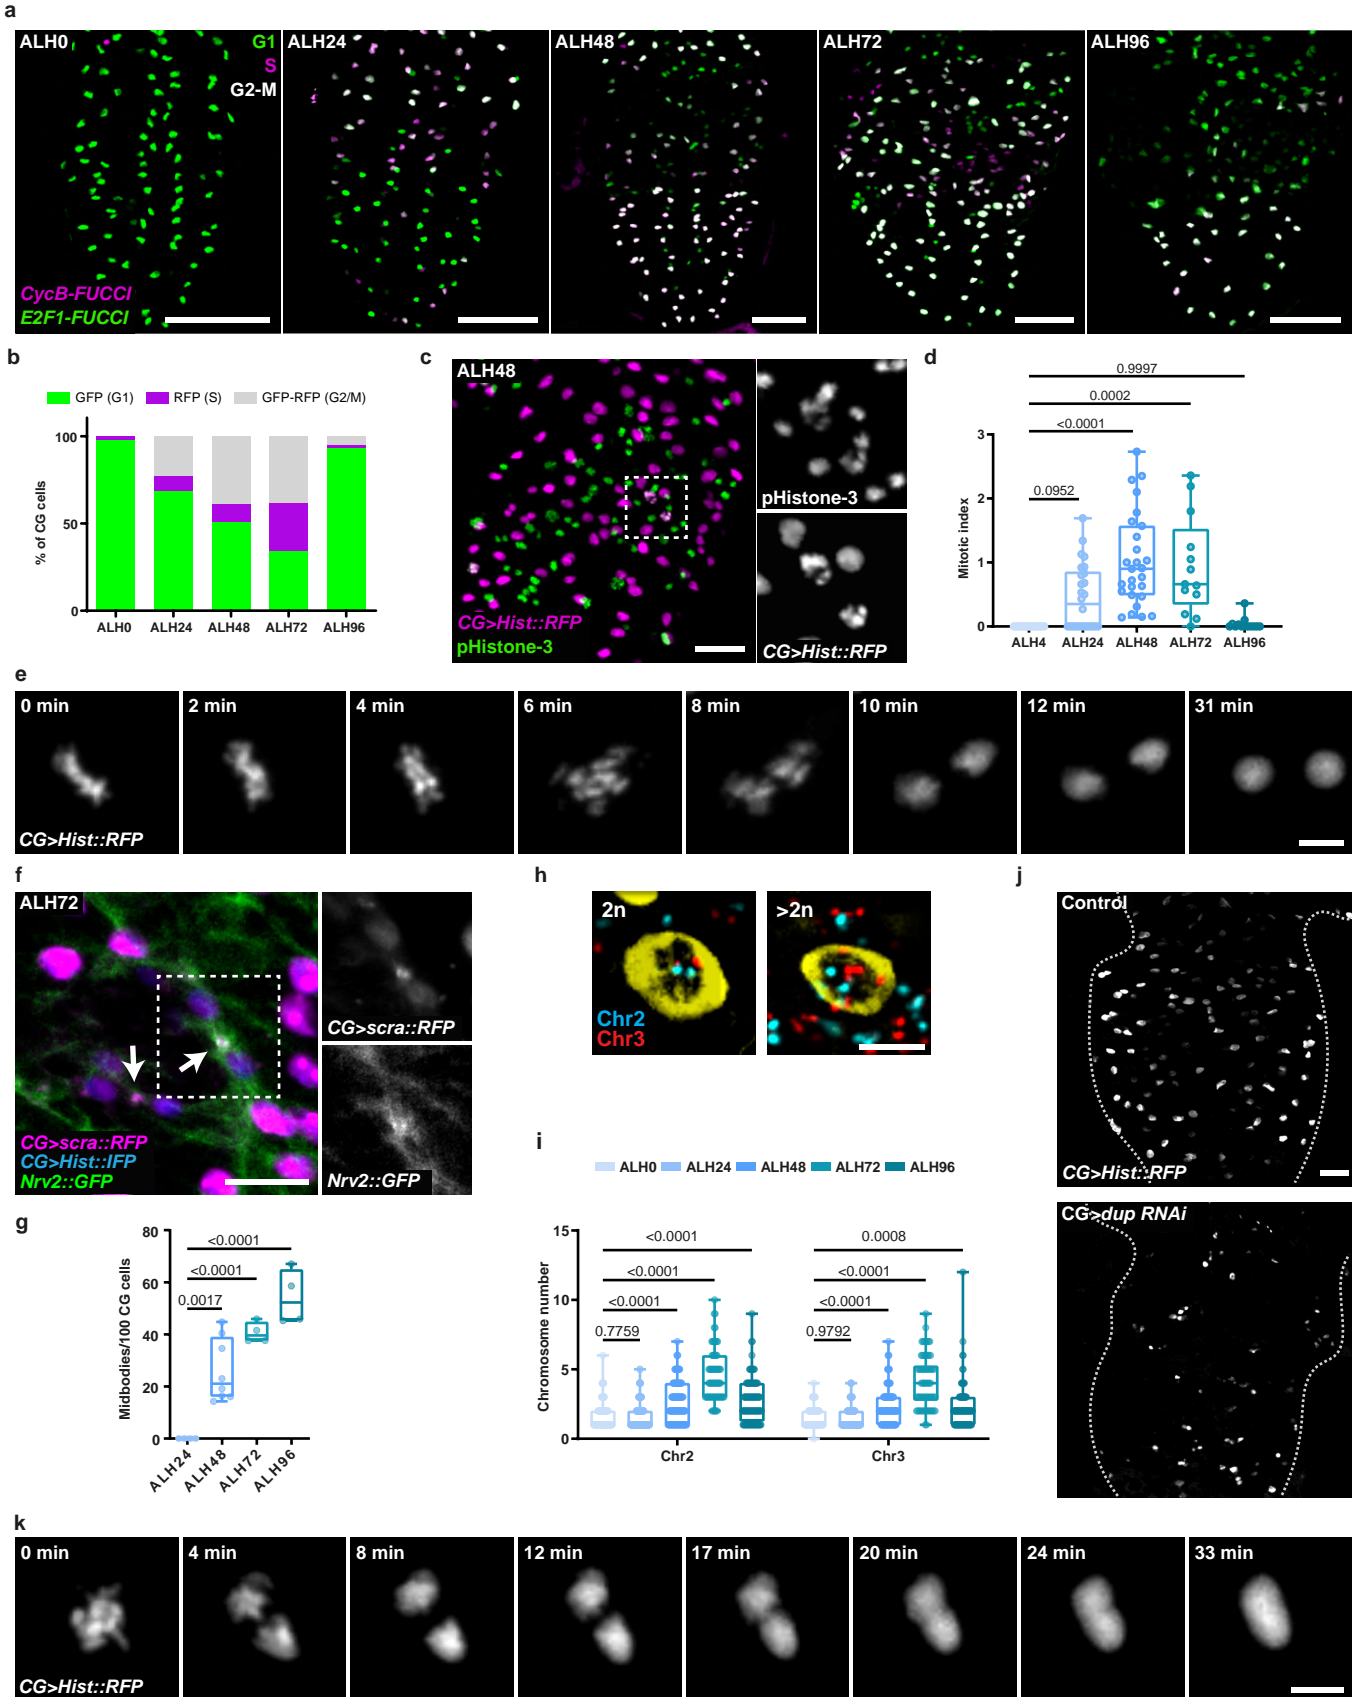 a
ALH0
G1
S
G2-M
CycB-FUCCI
E2F1-FUCCI
ALH24
ALH48
ALH72
ALH96
b
GFP (G1) RFP (S) GFP-RFP (G2/M)
% of CG cells
100
50
0
ALH0 ALH24 ALH48 ALH72 ALH96
c
ALH48
CG>Hist::RFP
pHistone-3
pHistone-3
CG>Hist::RFP
d
0.9997
0.0002
<0.0001
0.0952
Mitotic index
3
2
1
0
ALH4 ALH24 ALH48 ALH72 ALH96
e
0 min 2 min 4 min 6 min 8 min 10 min 12 min 31 min
CG>Hist::RFP
f
ALH72
CG>scra::RFP
CG>Hist::IFP
Nrv2::GFP
CG>scra::RFP
Nrv2::GFP
g
Midbodies/100 CG cells
80
60
40
20
0
<0.0001
<0.0001
0.0017
ALH24 ALH48 ALH72 ALH96
h
2n
Chr2
Chr3
>2n
i
ALH0 ALH24 ALH48 ALH72 ALH96
Chromosome number
15
10
5
0
<0.0001
<0.0001
<0.0001
0.7759
0.0008
<0.0001
<0.0001
0.9792
Chr2 Chr3
j
Control
CG>Hist::RFP
CG>dup RNAi
k
0 min 4 min 8 min 12 min 17 min 20 min 24 min 33 min
CG>Hist::RFP